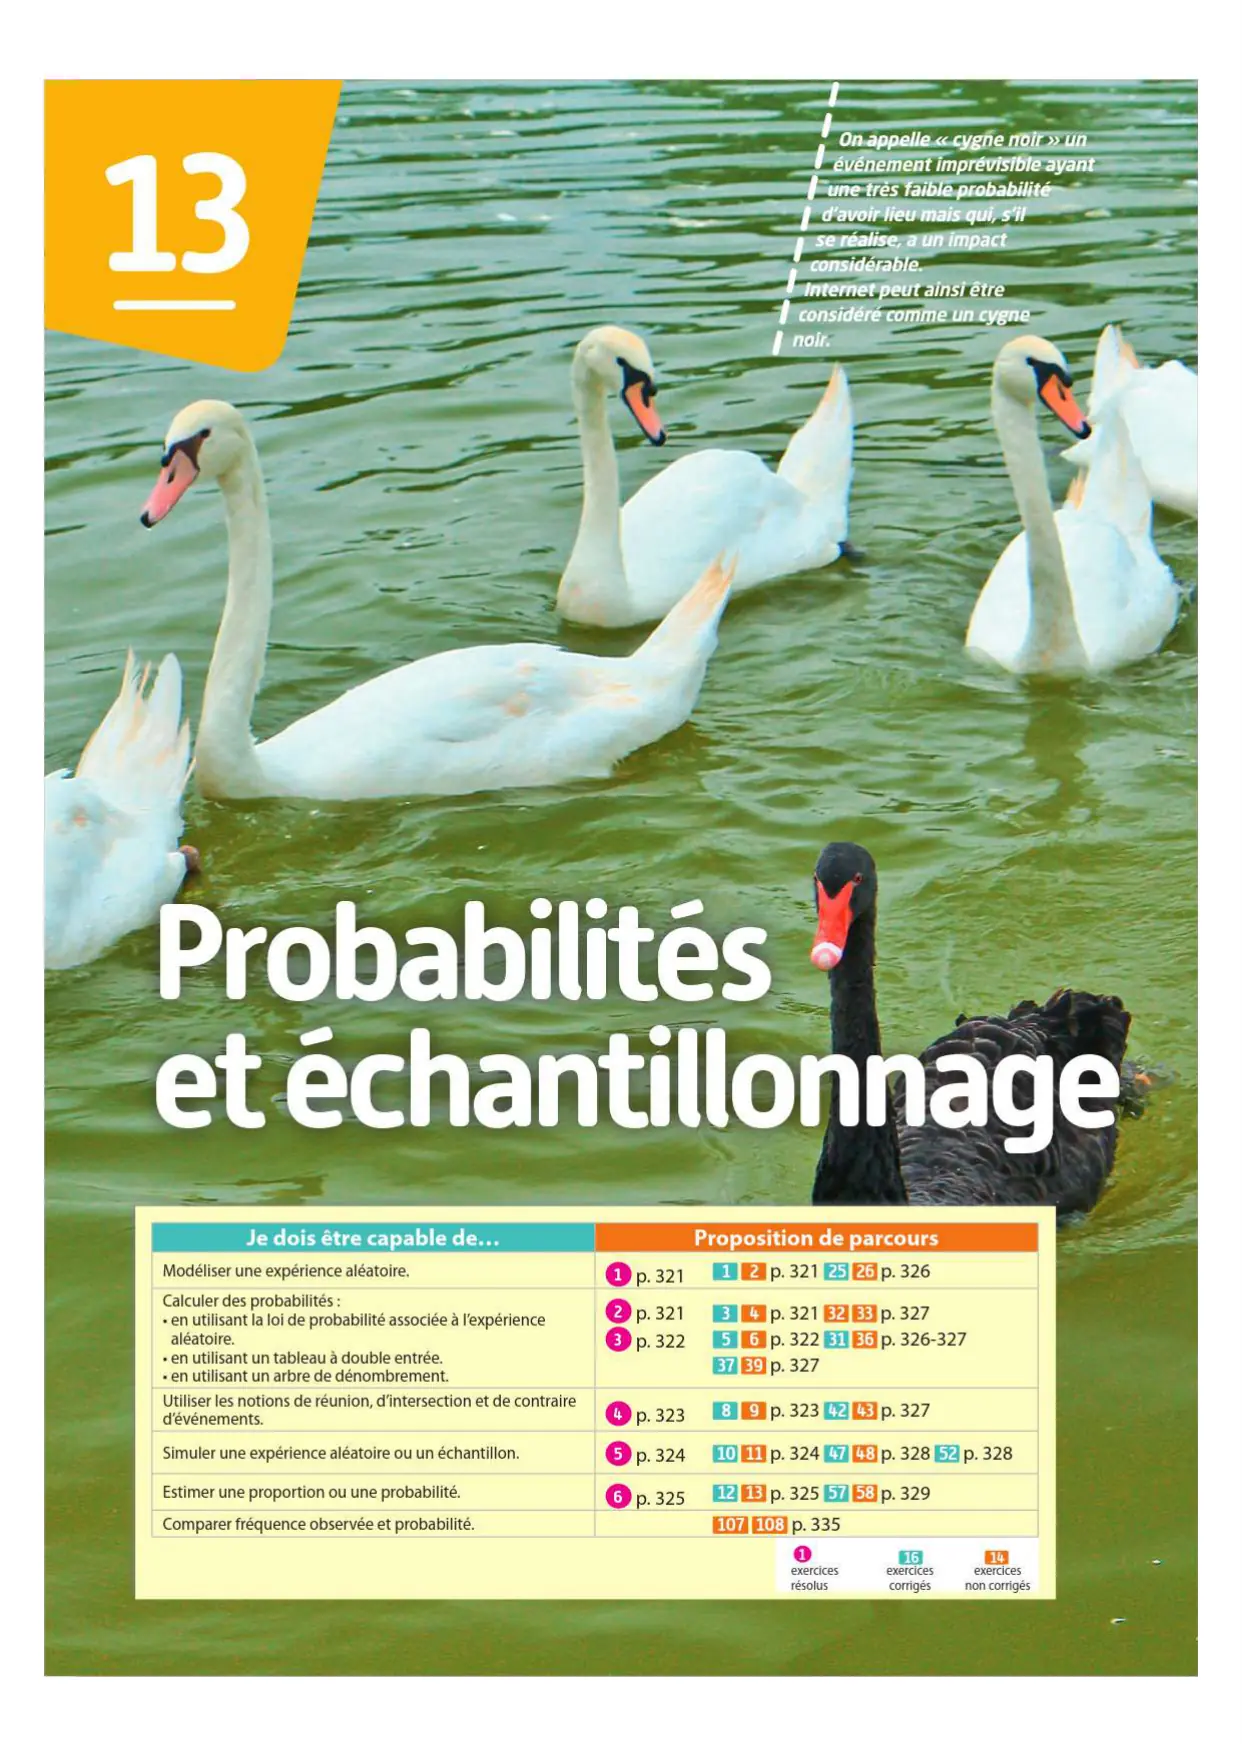 13
On appelle « cygne noir » un
événement imprévisible ayant
une très faible probabilité
d'avoir lieu mais qui, s'il
se réalise, a un impact
considérable.
Internet peut ainsi être
considéré comme un cygne
noir.
Probabilités
et échantillonnage
Je dois être capable de… Proposition de parcours
Modéliser une expérience aléatoire.
1 p. 321 1 2 p. 321 25 26 p. 326
Calculer des probabilités :
• en utilisant la loi de probabilité associée à l'expérience
aléatoire.
• en utilisant un tableau à double entrée.
• en utilisant un arbre de dénombrement.
2 p. 321 3 4 p. 321 32 33 p. 327
3 p. 322 5 6 p. 322 31 36 p. 326-327
37 39 p. 327
Utiliser les notions de réunion, d'intersection et de contraire
d'événements.
4 p. 323 8 9 p. 323 42 43 p. 327
Simuler une expérience aléatoire ou un échantillon.
5 p. 324 10 11 p. 324 47 48 p. 328 52 p. 328
Estimer une proportion ou une probabilité.
6 p. 325 12 13 p. 325 57 58 p. 329
Comparer fréquence observée et probabilité.
107 108 p. 335
1 16 14
exercices exercices exercices
résolus corrigés non corrigés